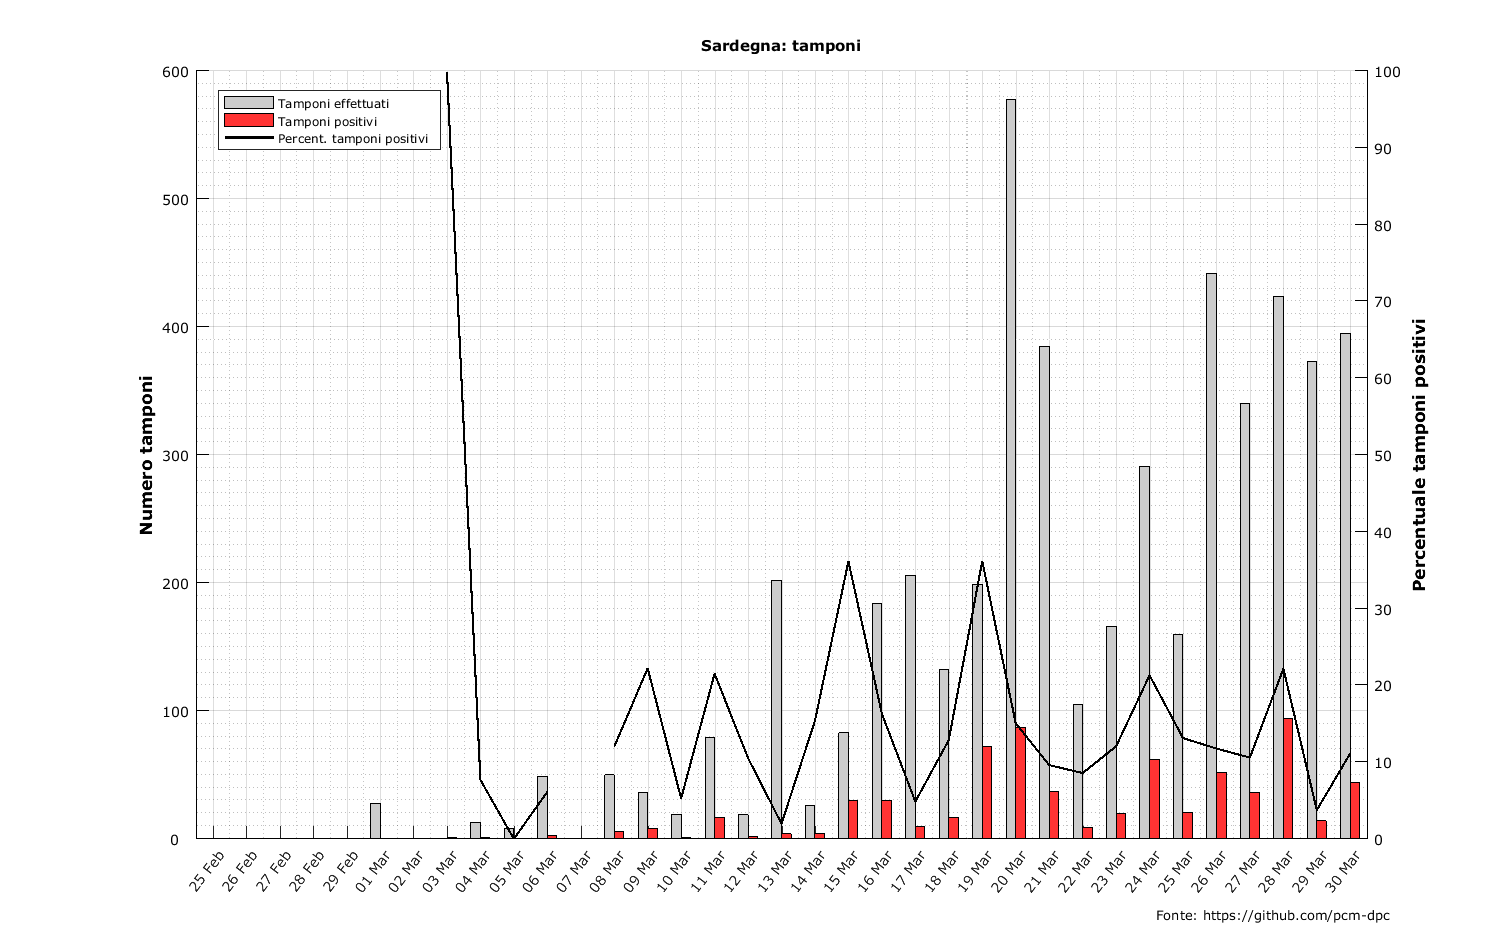 Sardegna: tamponi
Tamponi effettuati
Tamponi positivi
Percent. tamponi positivi
Numero tamponi
600
500
400
300
200
100
0
Percentuale tamponi positivi
100
90
80
70
60
50
40
30
20
10
0
25 Feb
26 Feb
27 Feb
28 Feb
29 Feb
01 Mar
02 Mar
03 Mar
04 Mar
05 Mar
06 Mar
07 Mar
08 Mar
09 Mar
10 Mar
11 Mar
12 Mar
13 Mar
14 Mar
15 Mar
16 Mar
17 Mar
18 Mar
19 Mar
20 Mar
21 Mar
22 Mar
23 Mar
24 Mar
25 Mar
26 Mar
27 Mar
28 Mar
29 Mar
30 Mar
Fonte: https://github.com/pcm-dpc